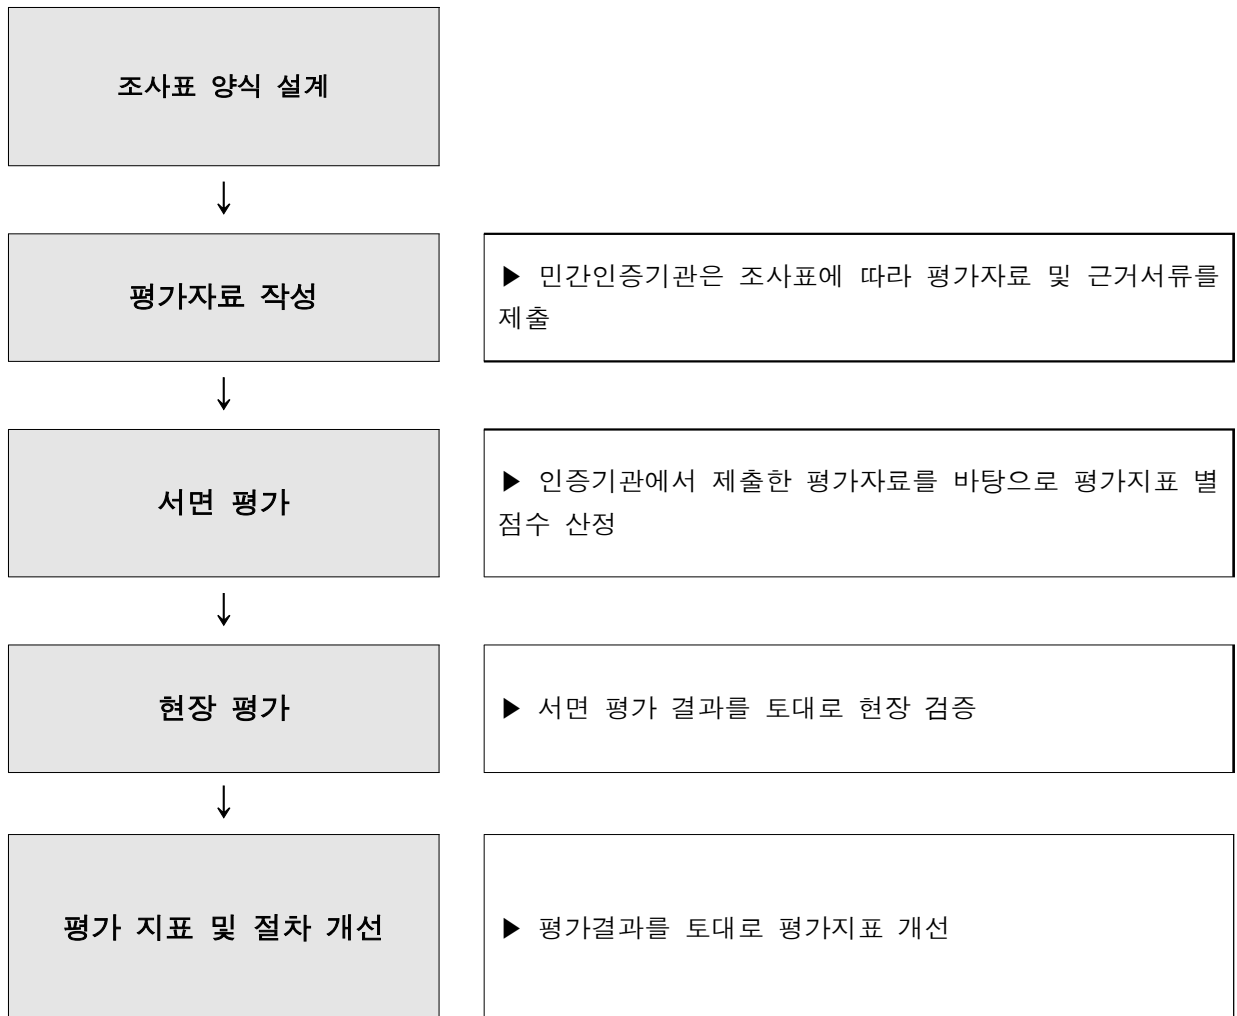 조사표 양식 설계
↓
평가자료 작성
▶ 민간인증기관은 조사표에 따라 평가자료 및 근거서류를
제출
↓
서면 평가
▶ 인증기관에서 제출한 평가자료를 바탕으로 평가지표 별
점수 산정
↓
현장 평가
▶ 서면 평가 결과를 토대로 현장 검증
↓
평가 지표 및 절차 개선
▶ 평가결과를 토대로 평가지표 개선